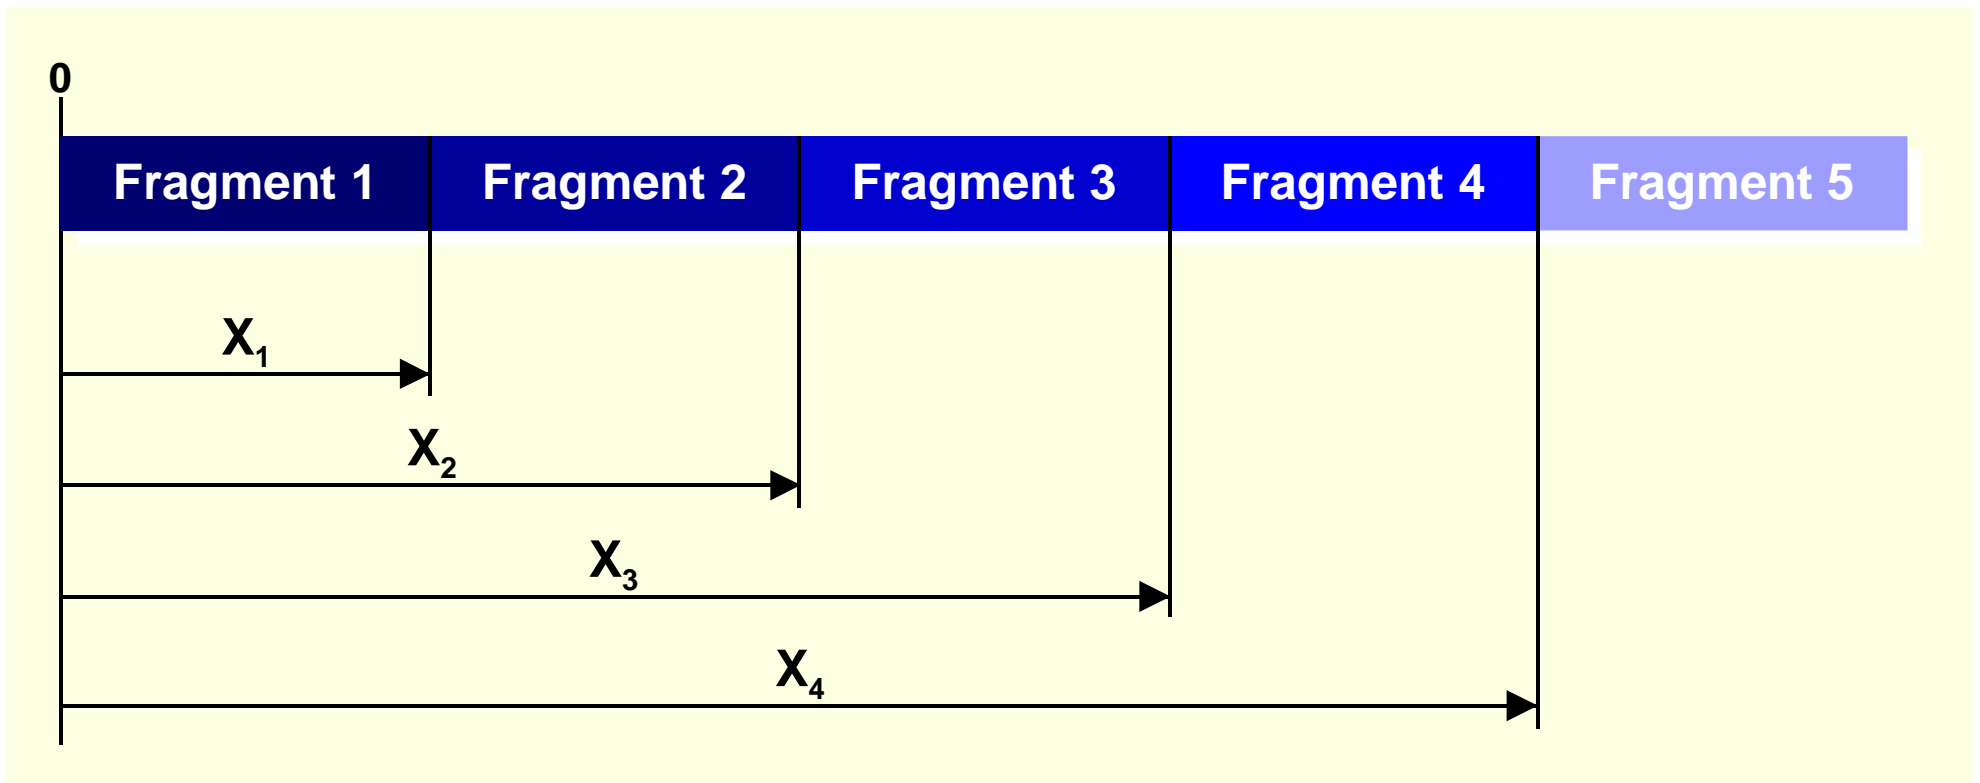 0
Fragment 1 Fragment 2 Fragment 3 Fragment 4 Fragment 5
X₁
X₂
X₃
X₄